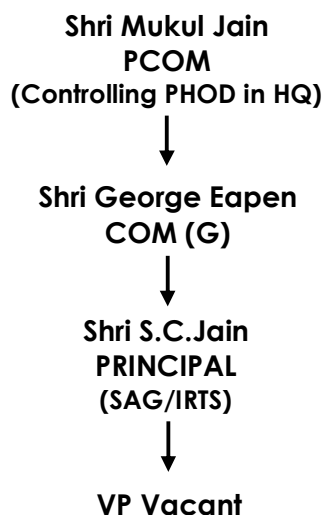 Shri Mukul Jain
PCOM
(Controlling PHOD in HQ)
Shri George Eapen
COM (G)
Shri S.C.Jain
PRINCIPAL
(SAG/IRTS)
VP Vacant